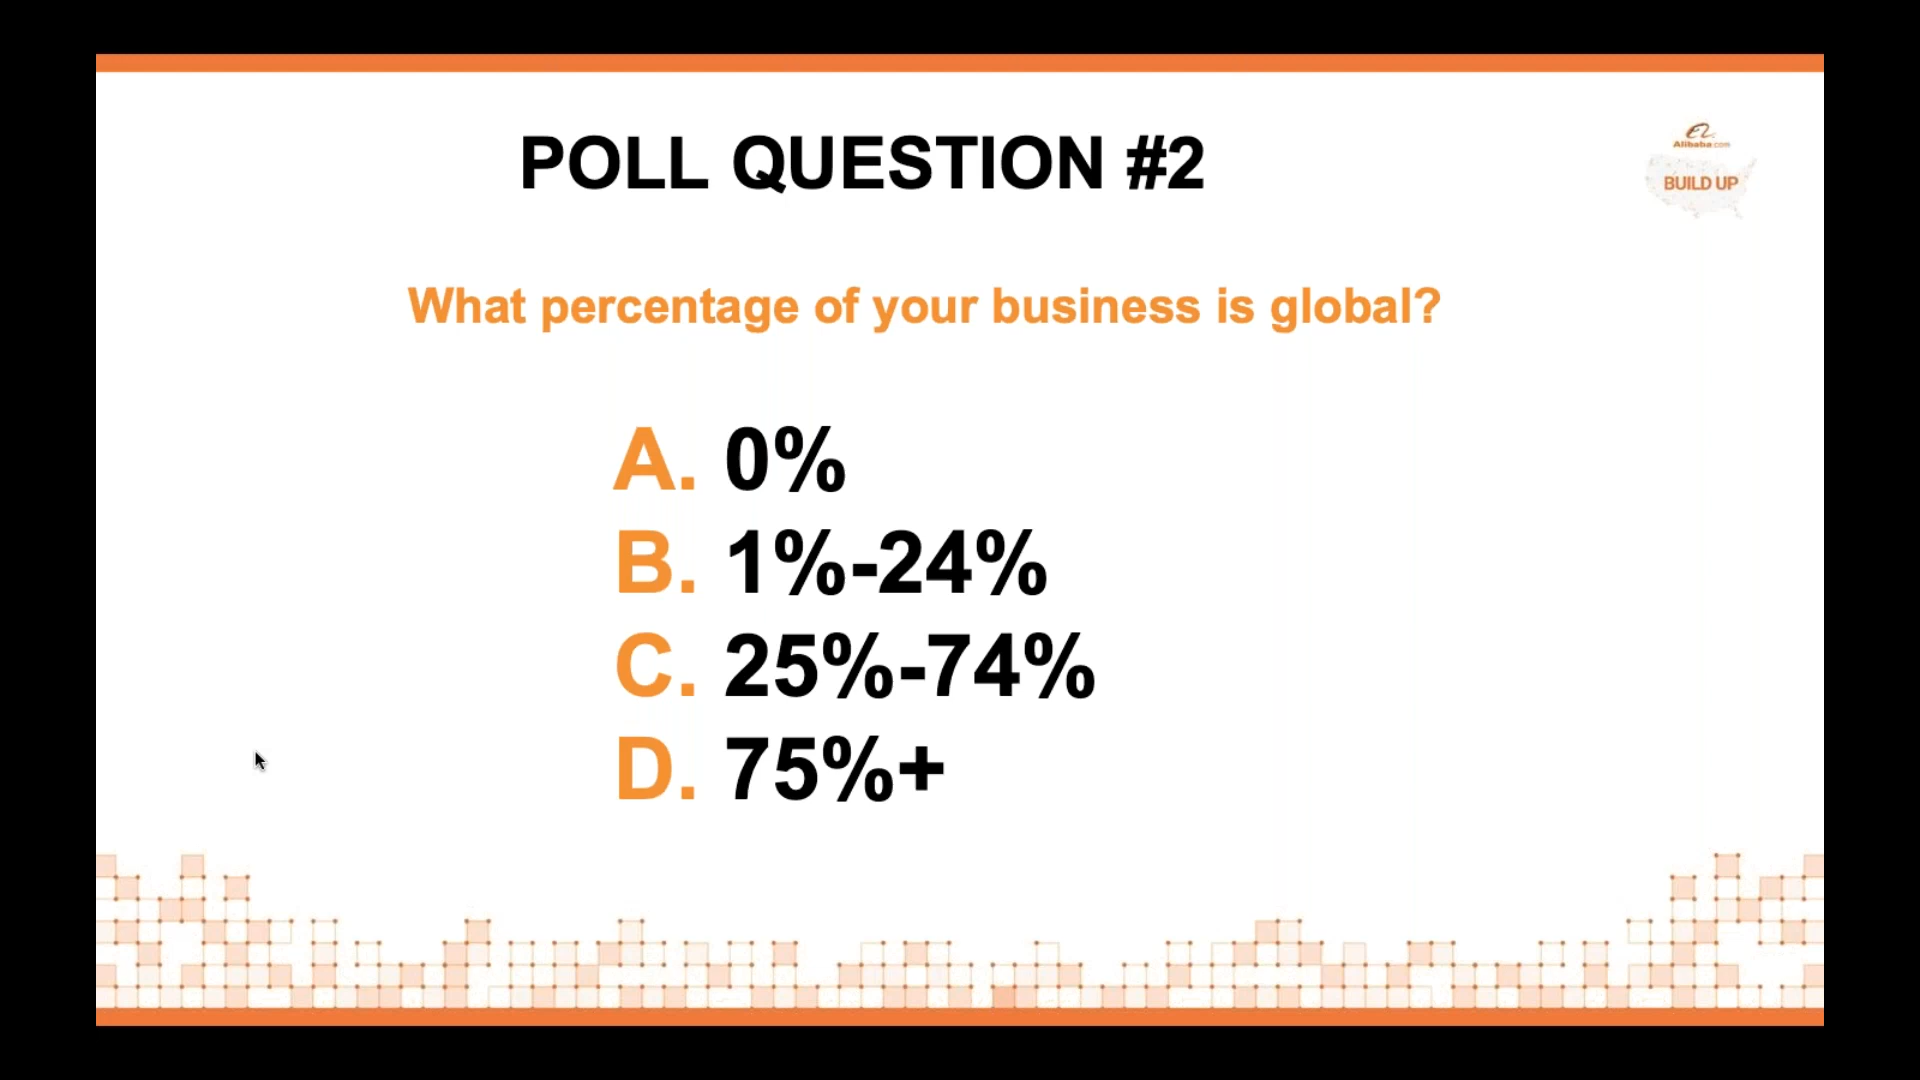 POLL QUESTION #2
Alibaba.com
BUILD UP
What percentage of your business is global?
A. 0%
B. 1%-24%
C. 25%-74%
D. 75%+